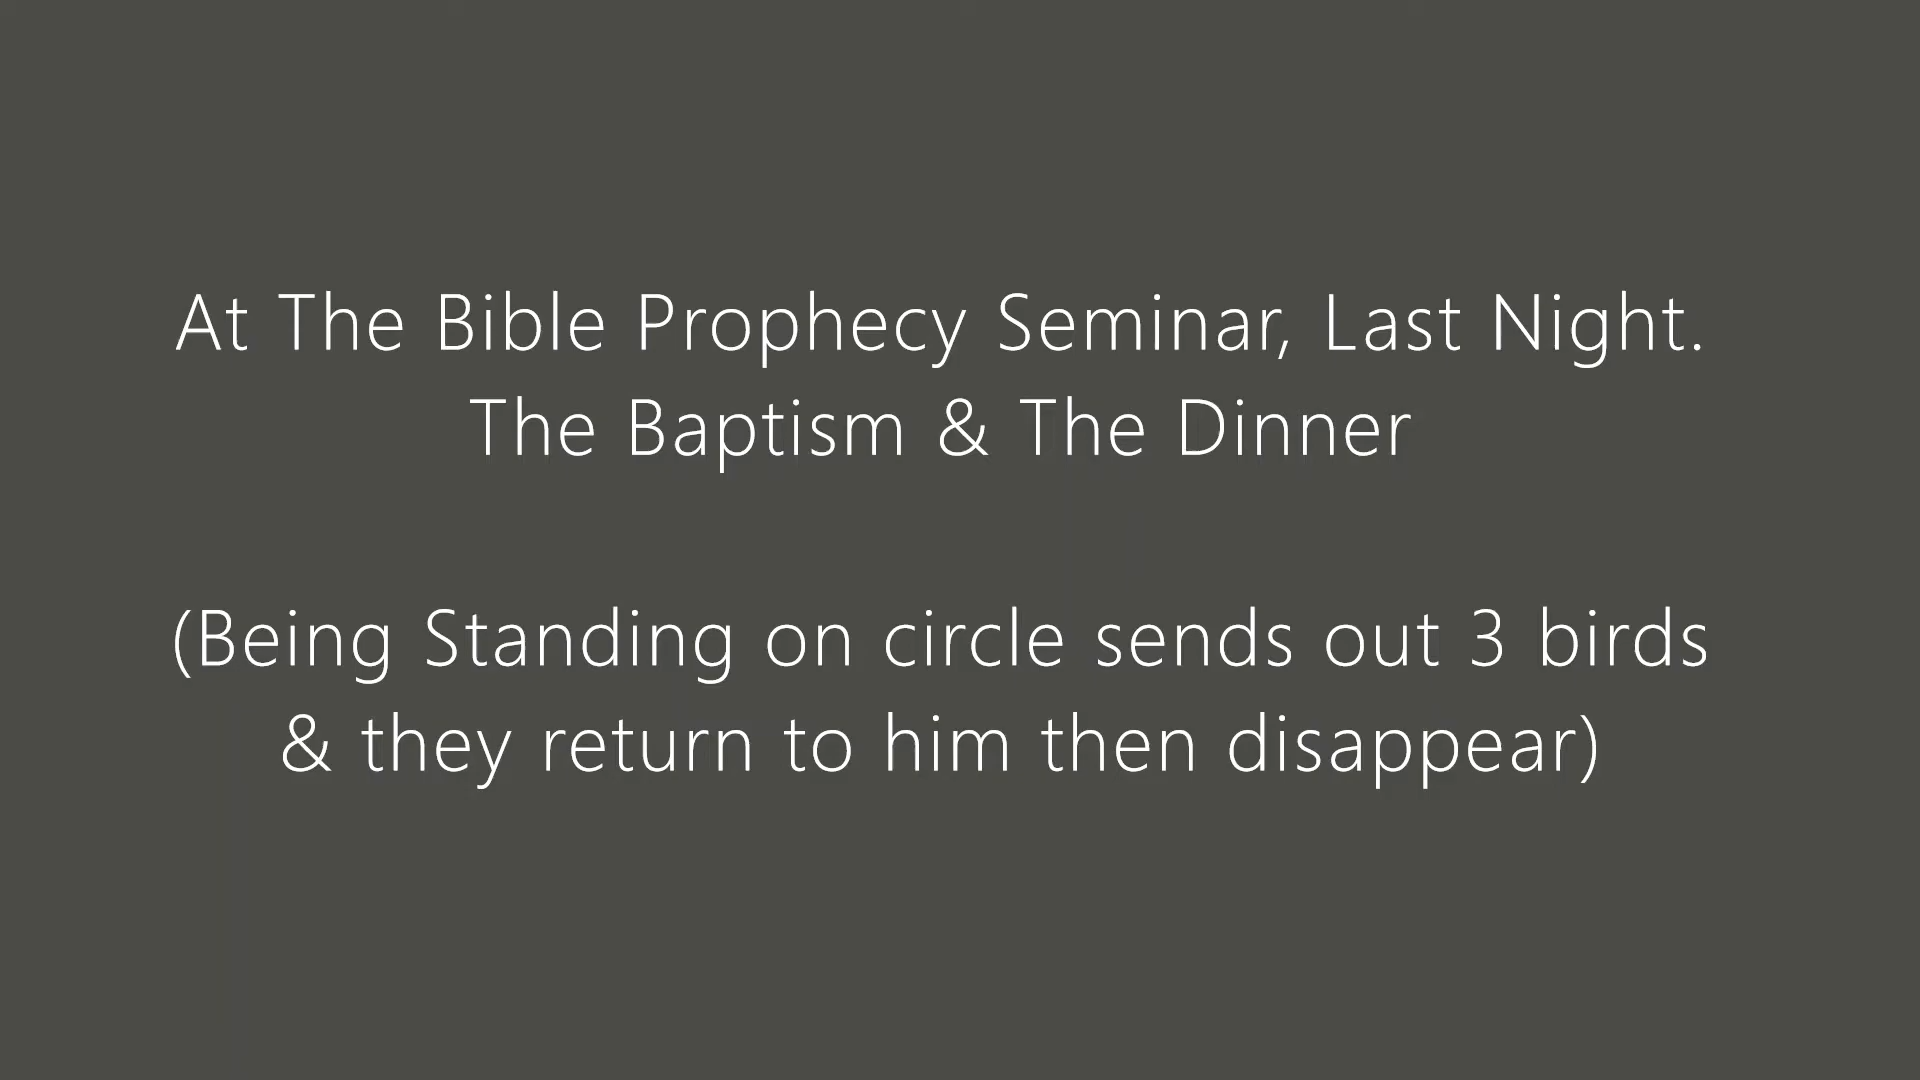 At The Bible Prophecy Seminar, Last Night.
The Baptism & The Dinner
(Being Standing on circle sends out 3 birds
& they return to him then disappear)